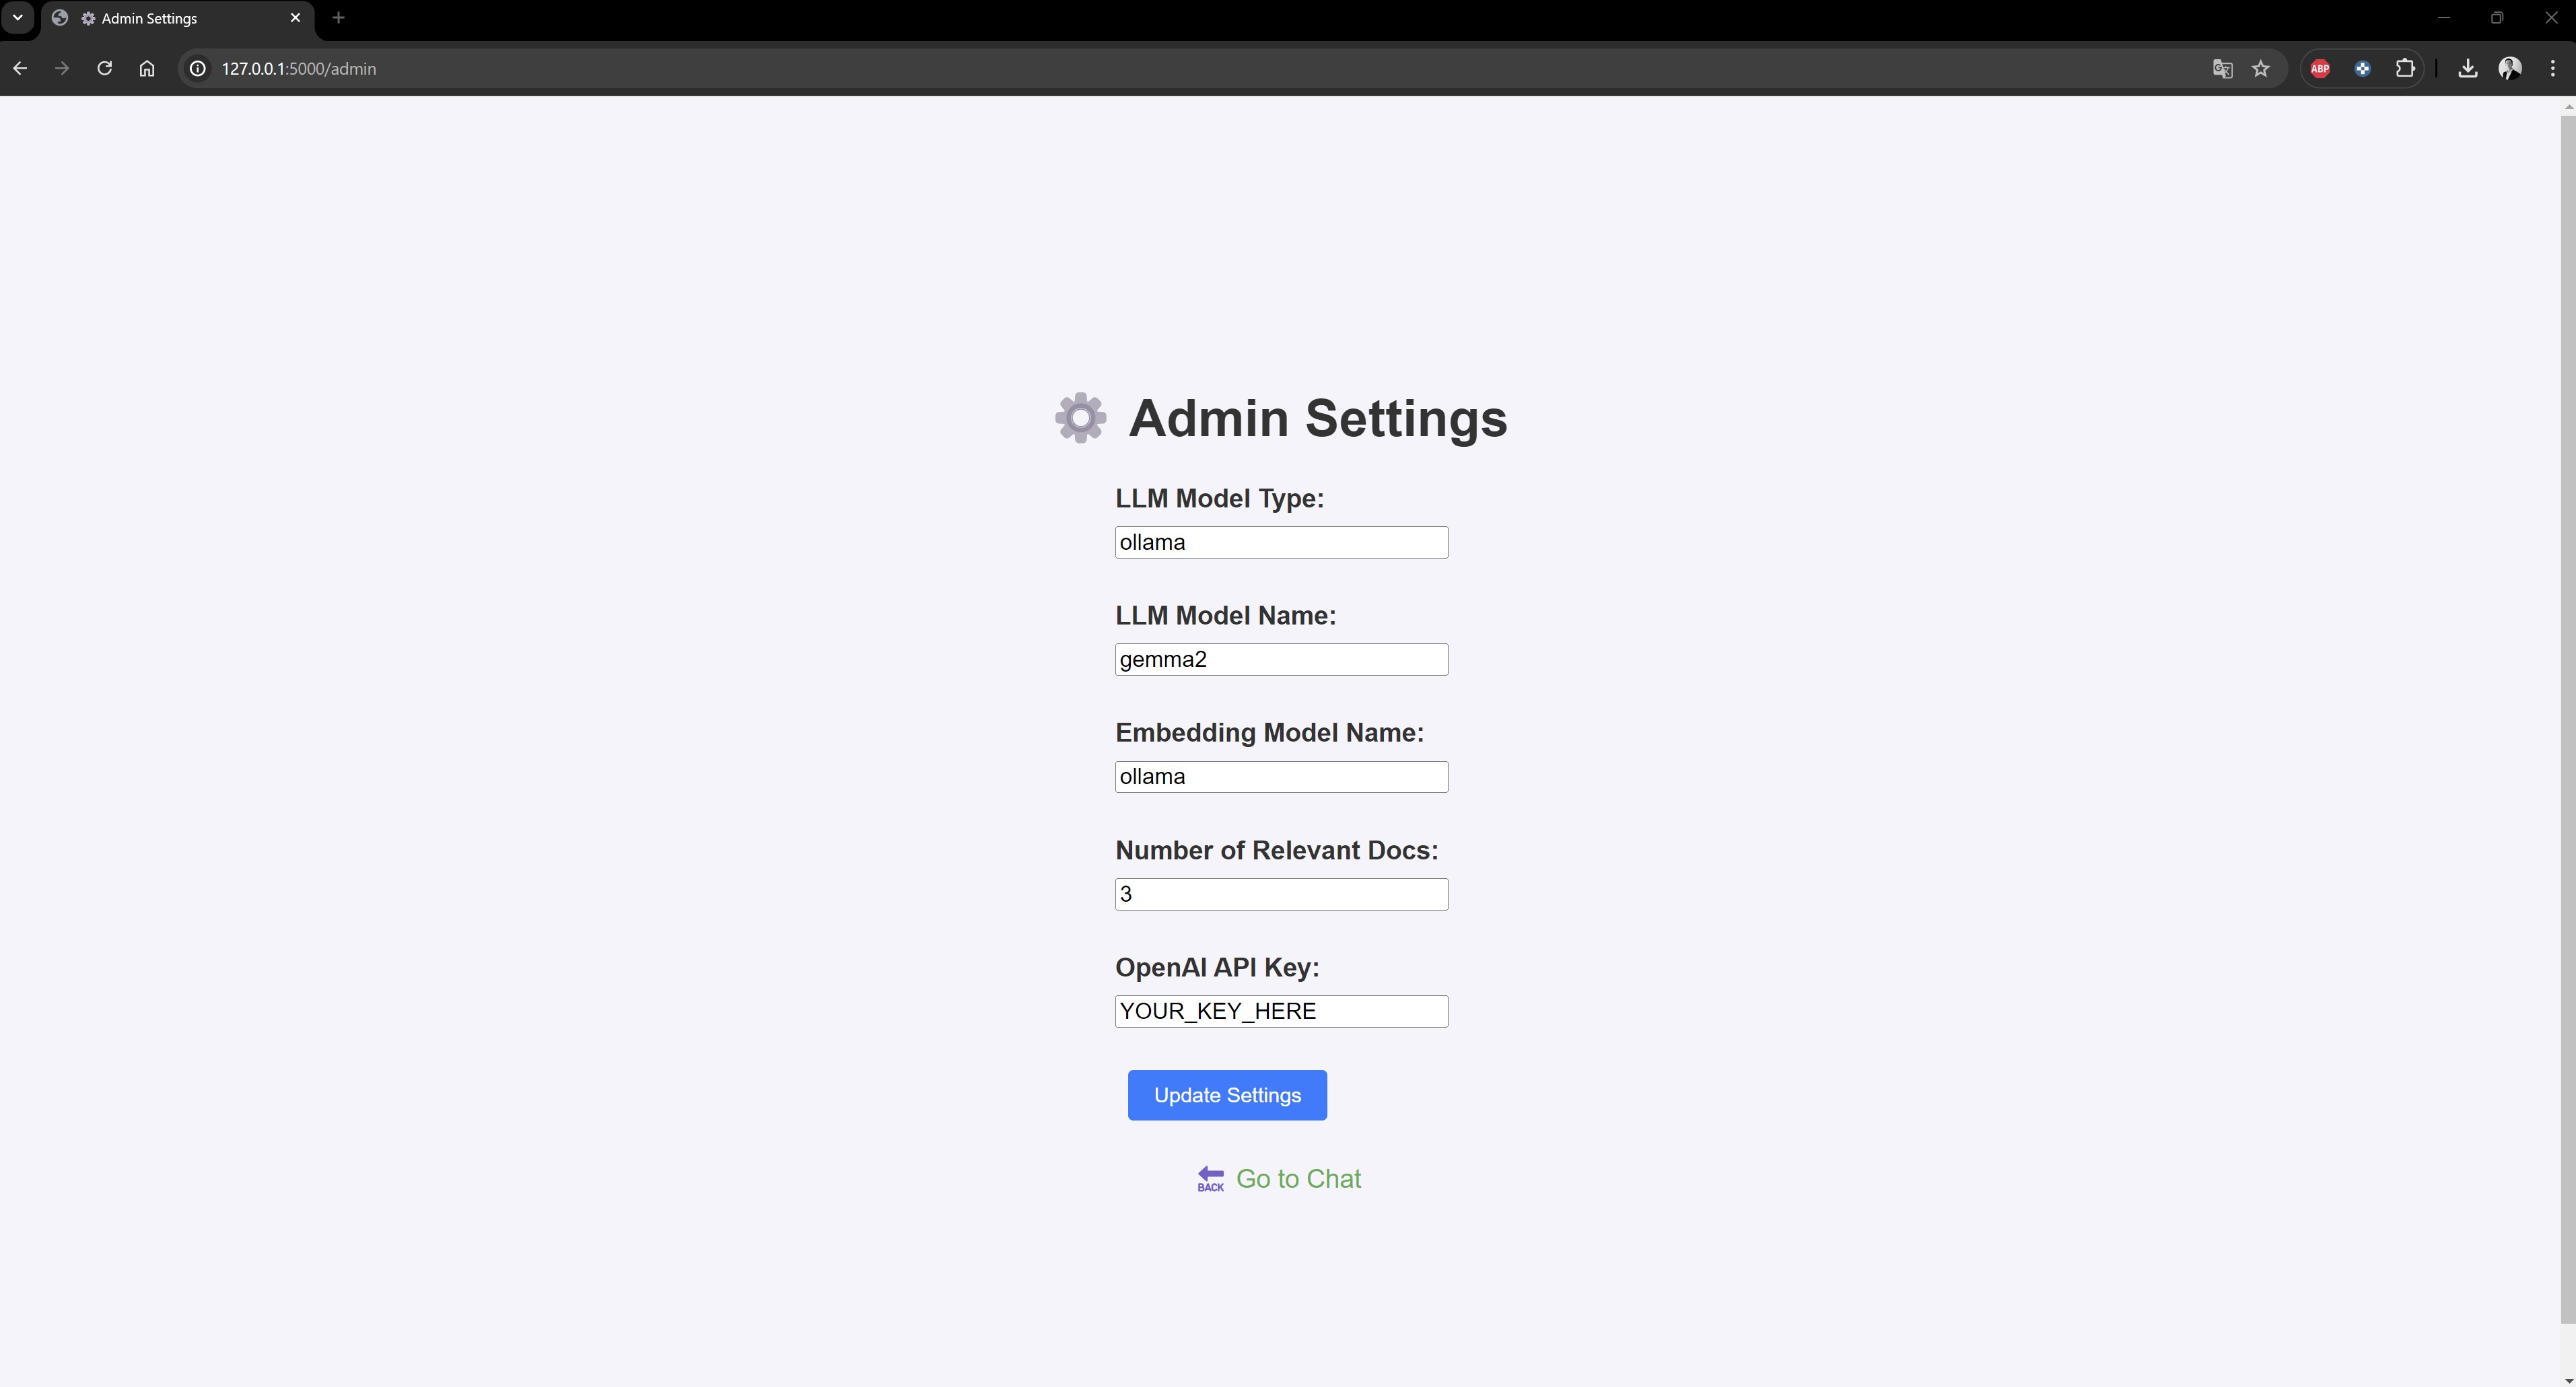 Admin Settings
127.0.0.1:5000/admin
ABP
Admin Settings
LLM Model Type:
ollama
LLM Model Name:
gemma2
Embedding Model Name:
ollama
Number of Relevant Docs:
3
OpenAI API Key:
YOUR_KEY_HERE
Update Settings
BACK Go to Chat